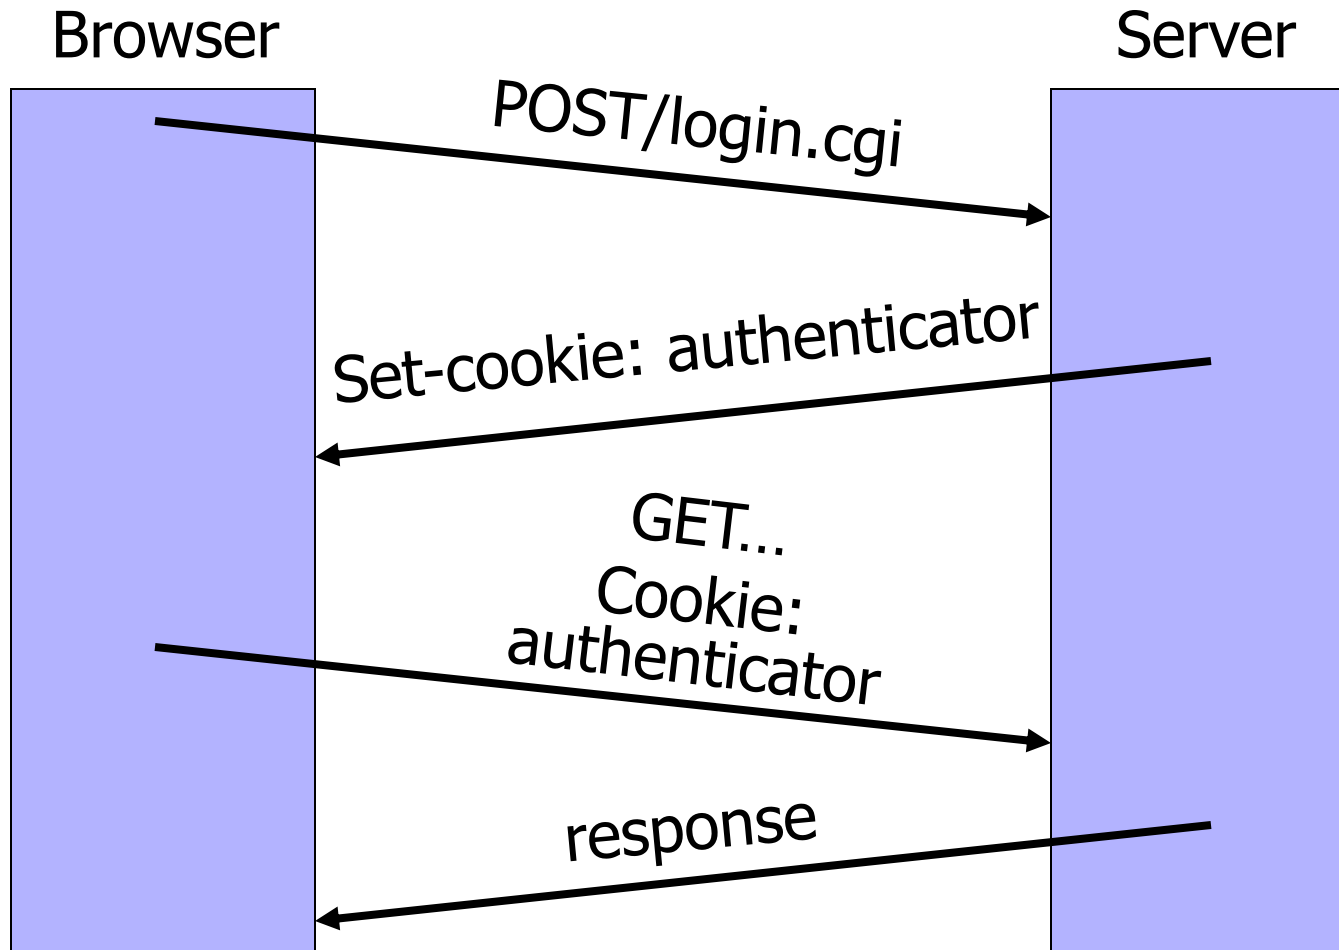 Browser
Server
POST/login.cgi
Set-cookie: authenticator
GET...
Cookie:
authenticator
response